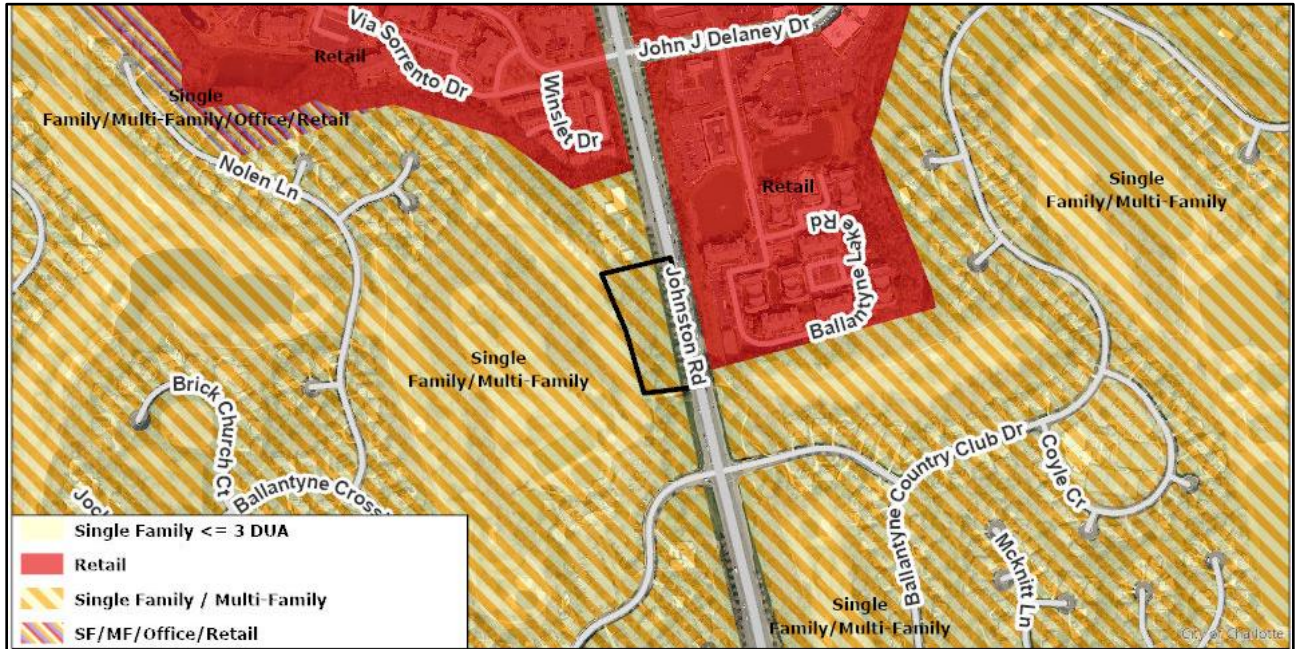 Via Sorrento Dr
Retail
John J Delaney Dr
Winslet Dr
Single
Family/Multi-Family/Office/Retail
Nolen Ln
Retail
Single
Family/Multi-Family
Ballantyne Lake Rd
Johnston Rd
Single
Family/Multi-Family
Brick Church Ct
Ballantyne Cross
Ballantyne Country Club Dr
Coyle Cr
Mcknitt Ln
Single
Family/Multi-Family
Single Family <= 3 DUA
Retail
Single Family / Multi-Family
SF/MF/Office/Retail
City of Charlotte